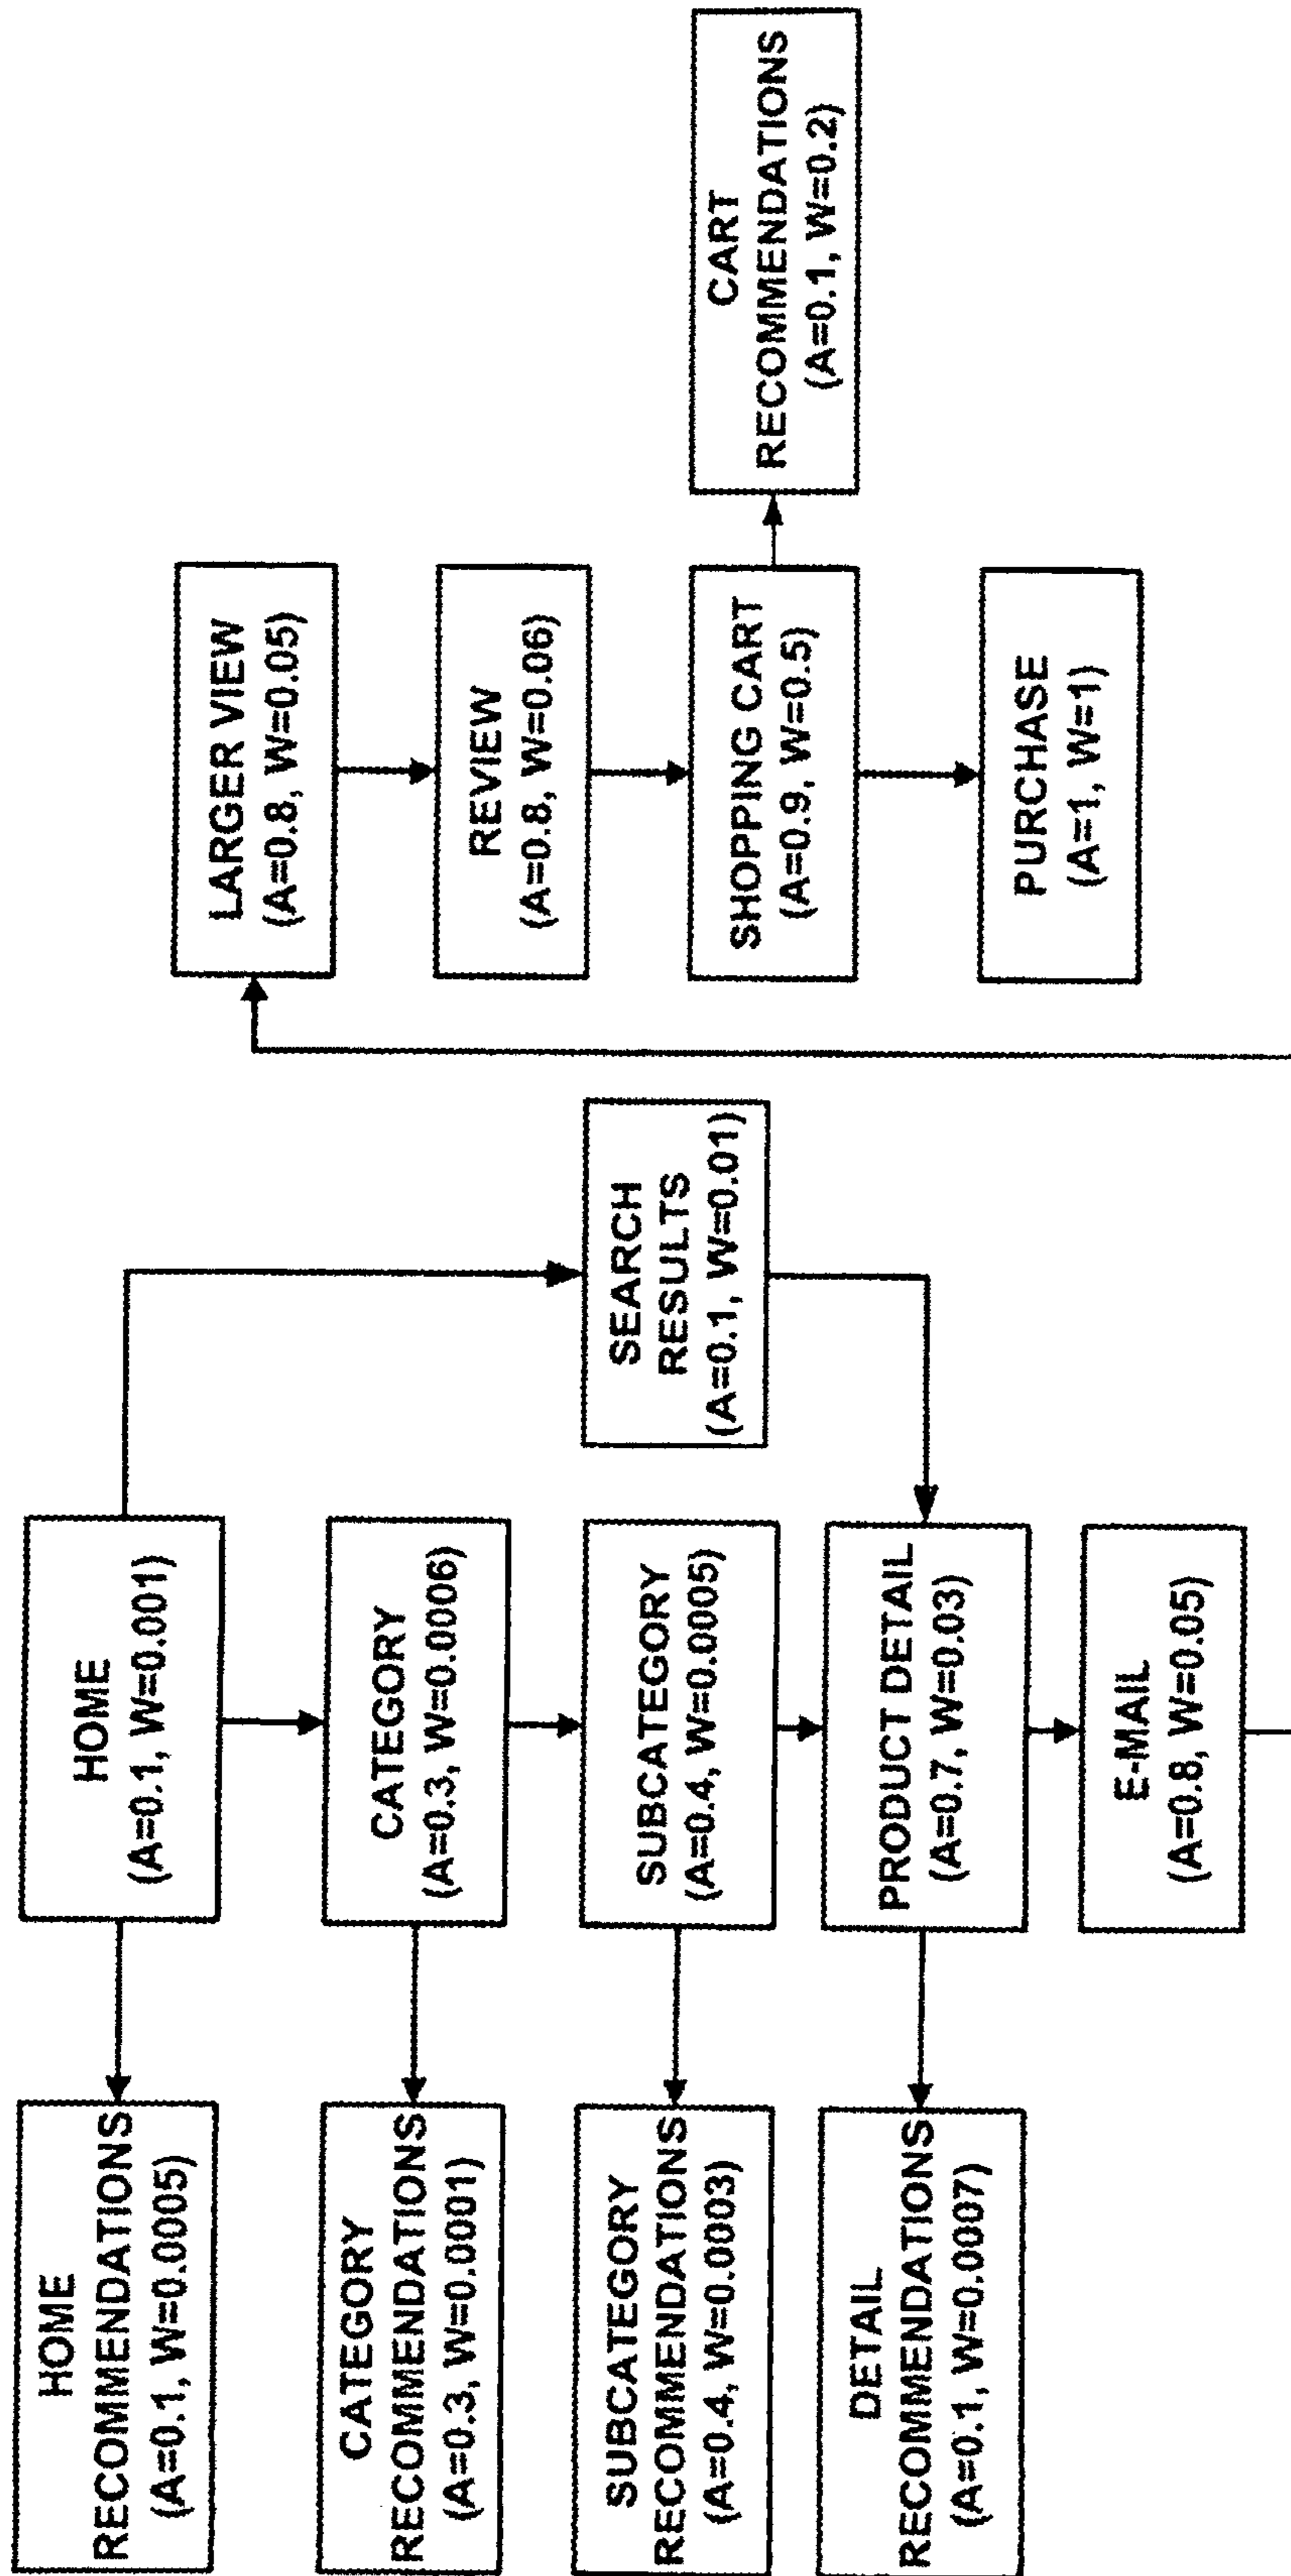 HOME
RECOMMENDATIONS
(A=0.1, W=0.0005)
HOME
(A=0.1, W=0.001)
CATEGORY
RECOMMENDATIONS
(A=0.3, W=0.0001)
CATEGORY
(A=0.3, W=0.0006)
SUBCATEGORY
RECOMMENDATIONS
(A=0.4, W=0.0003)
SUBCATEGORY
(A=0.4, W=0.0005)
SEARCH
RESULTS
(A=0.1, W=0.01)
DETAIL
RECOMMENDATIONS
(A=0.1, W=0.0007)
PRODUCT DETAIL
(A=0.7, W=0.03)
E-MAIL
(A=0.8, W=0.05)
LARGER VIEW
(A=0.8, W=0.05)
REVIEW
(A=0.8, W=0.06)
SHOPPING CART
(A=0.9, W=0.5)
CART
RECOMMENDATIONS
(A=0.1, W=0.2)
PURCHASE
(A=1, W=1)